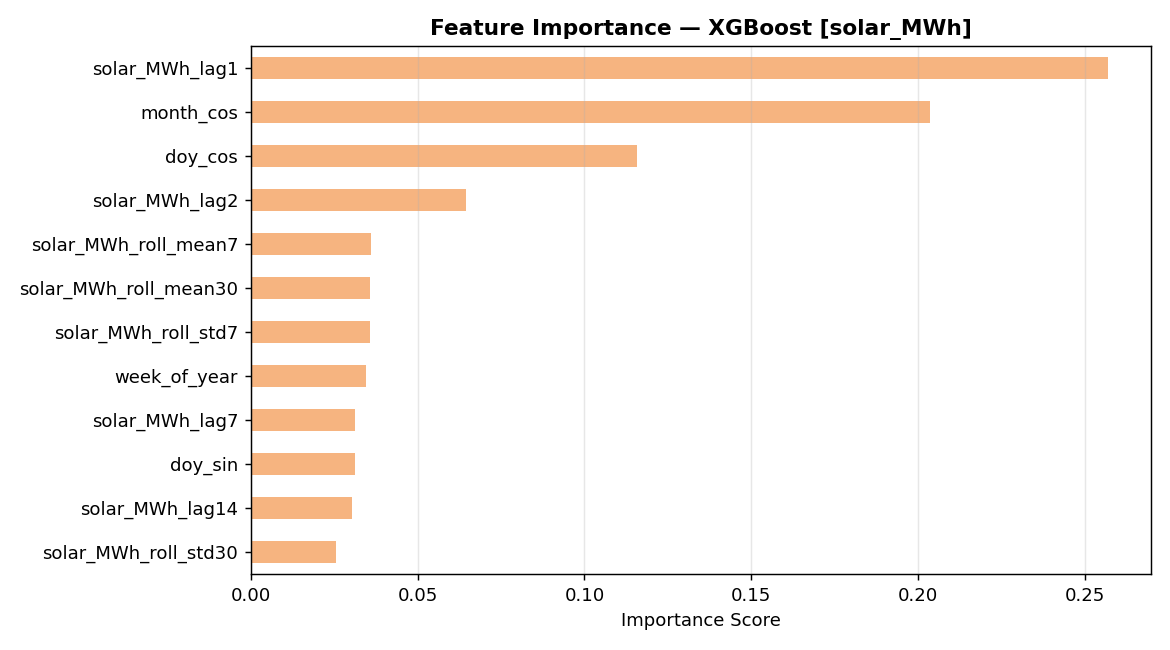 Feature Importance — XGBoost [solar_MWh]
solar_MWh_lag1
month_cos
doy_cos
solar_MWh_lag2
solar_MWh_roll_mean7
solar_MWh_roll_mean30
solar_MWh_roll_std7
week_of_year
solar_MWh_lag7
doy_sin
solar_MWh_lag14
solar_MWh_roll_std30
0.00 0.05 0.10 0.15 0.20 0.25
Importance Score